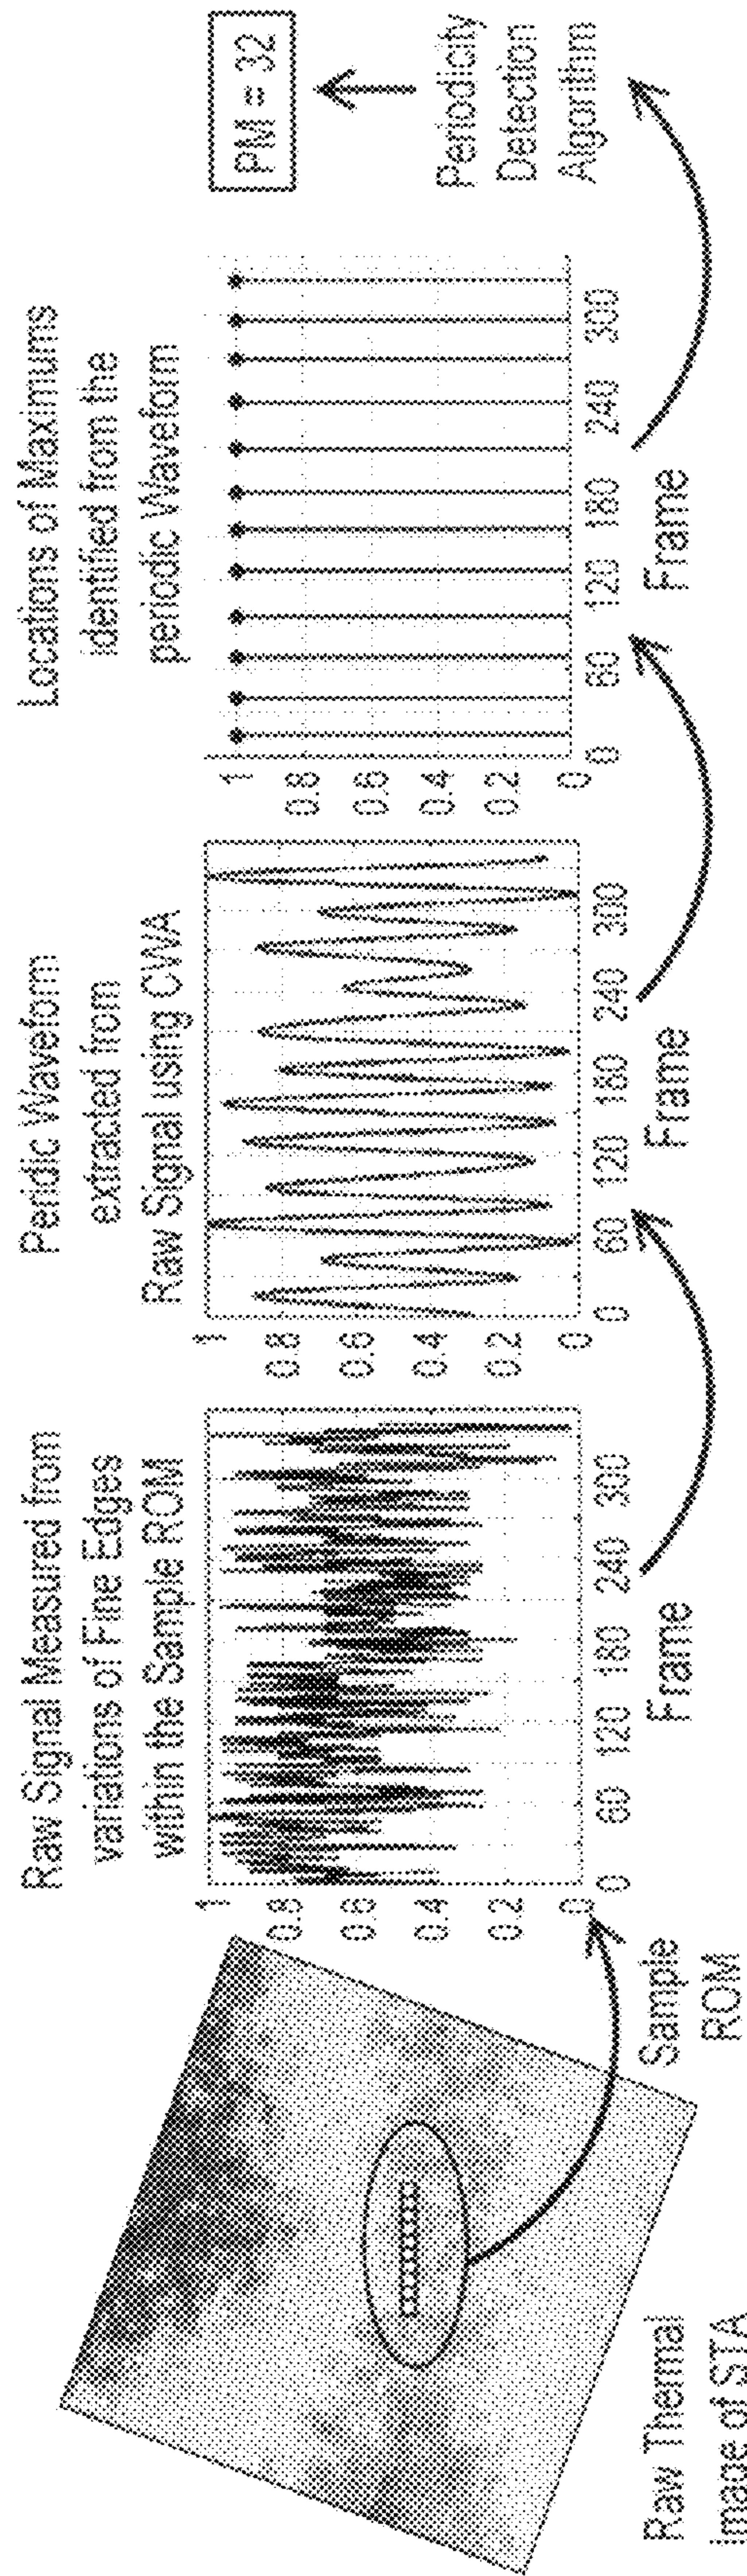 Raw Thermal
Image of STA
Sample
ROM
Raw Signal Measured from
variations of Fine Edges
within the Sample ROM
1
0.8
0.6
0.4
0.2
0
0 60 120 180 240 300
Frame
Peridic Waveform
extracted from
Raw Signal using CWA
1
0.8
0.6
0.4
0.2
0
0 60 120 180 240 300
Frame
Locations of Maximums
identified from the
periodic Waveform
1
0.8
0.6
0.4
0.2
0
0 60 120 180 240 300
Frame
Periodicity
Detection
Algorithm
PM = 32